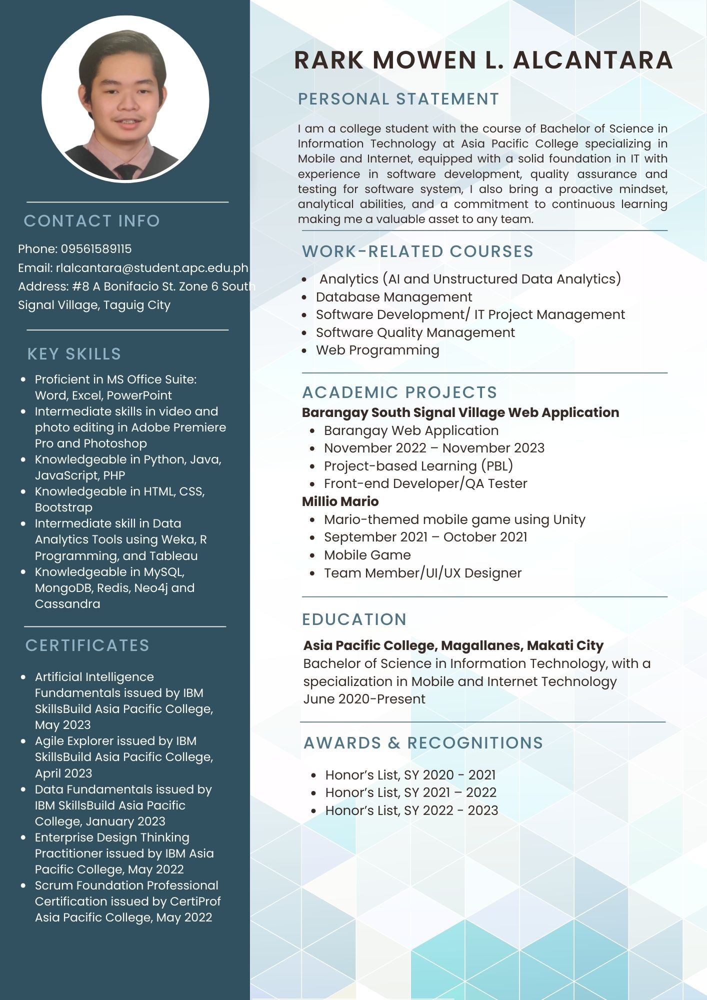 RARK MOWEN L. ALCANTARA
CONTACT INFO
Phone: 09561589115
Email: rlalcantara@student.apc.edu.ph
Address: #8 A Bonifacio St. Zone 6 South
Signal Village, Taguig City
KEY SKILLS
• Proficient in MS Office Suite:
Word, Excel, PowerPoint
• Intermediate skills in video and
photo editing in Adobe Premiere
Pro and Photoshop
• Knowledgeable in Python, Java,
JavaScript, PHP
• Knowledgeable in HTML, CSS,
Bootstrap
• Intermediate skill in Data
Analytics Tools using Weka, R
Programming, and Tableau
• Knowledgeable in MySQL,
MongoDB, Redis, Neo4j and
Cassandra
CERTIFICATES
• Artificial Intelligence
Fundamentals issued by IBM
SkillsBuild Asia Pacific College,
May 2023
• Agile Explorer issued by IBM
SkillsBuild Asia Pacific College,
April 2023
• Data Fundamentals issued by
IBM SkillsBuild Asia Pacific
College, January 2023
• Enterprise Design Thinking
Practitioner issued by IBM Asia
Pacific College, May 2022
• Scrum Foundation Professional
Certification issued by CertiProf
Asia Pacific College, May 2022
PERSONAL STATEMENT
I am a college student with the course of Bachelor of Science in
Information Technology at Asia Pacific College specializing in
Mobile and Internet, equipped with a solid foundation in IT with
experience in software development, quality assurance and
testing for software system, I also bring a proactive mindset,
analytical abilities, and a commitment to continuous learning
making me a valuable asset to any team.
WORK-RELATED COURSES
• Analytics (AI and Unstructured Data Analytics)
• Database Management
• Software Development/ IT Project Management
• Software Quality Management
• Web Programming
ACADEMIC PROJECTS
Barangay South Signal Village Web Application
• Barangay Web Application
• November 2022 – November 2023
• Project-based Learning (PBL)
• Front-end Developer/QA Tester
Millio Mario
• Mario-themed mobile game using Unity
• September 2021 – October 2021
• Mobile Game
• Team Member/UI/UX Designer
EDUCATION
Asia Pacific College, Magallanes, Makati City
Bachelor of Science in Information Technology, with a
specialization in Mobile and Internet Technology
June 2020-Present
AWARDS & RECOGNITIONS
• Honor’s List, SY 2020 - 2021
• Honor’s List, SY 2021 – 2022
• Honor’s List, SY 2022 - 2023